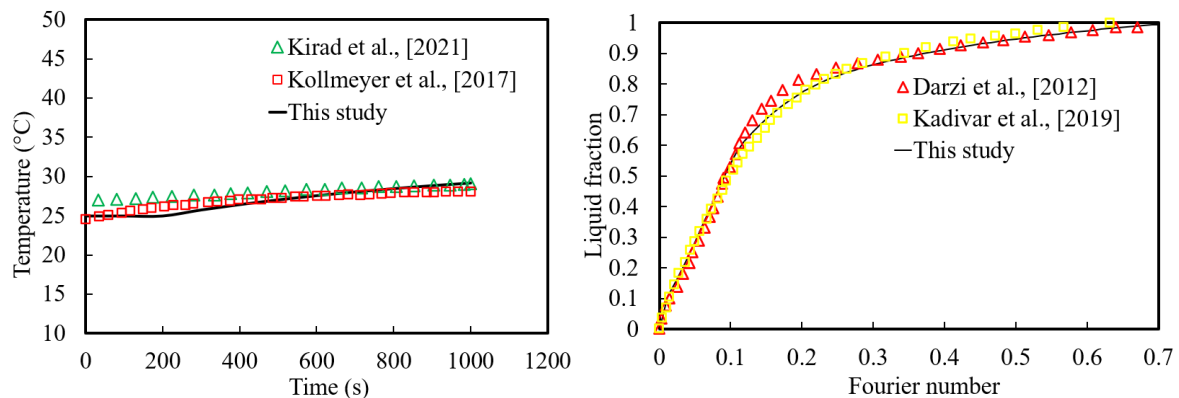 50
45
40
35
30
25
20
15
10
Temperature (°C)
Kirad et al., [2021]
Kollmeyer et al., [2017]
This study
0 200 400 600 800 1000 1200
Time (s)
1
0.9
0.8
0.7
0.6
0.5
0.4
0.3
0.2
0.1
0
Liquid fraction
Darzi et al., [2012]
Kadivar et al., [2019]
This study
0 0.1 0.2 0.3 0.4 0.5 0.6 0.7
Fourier number